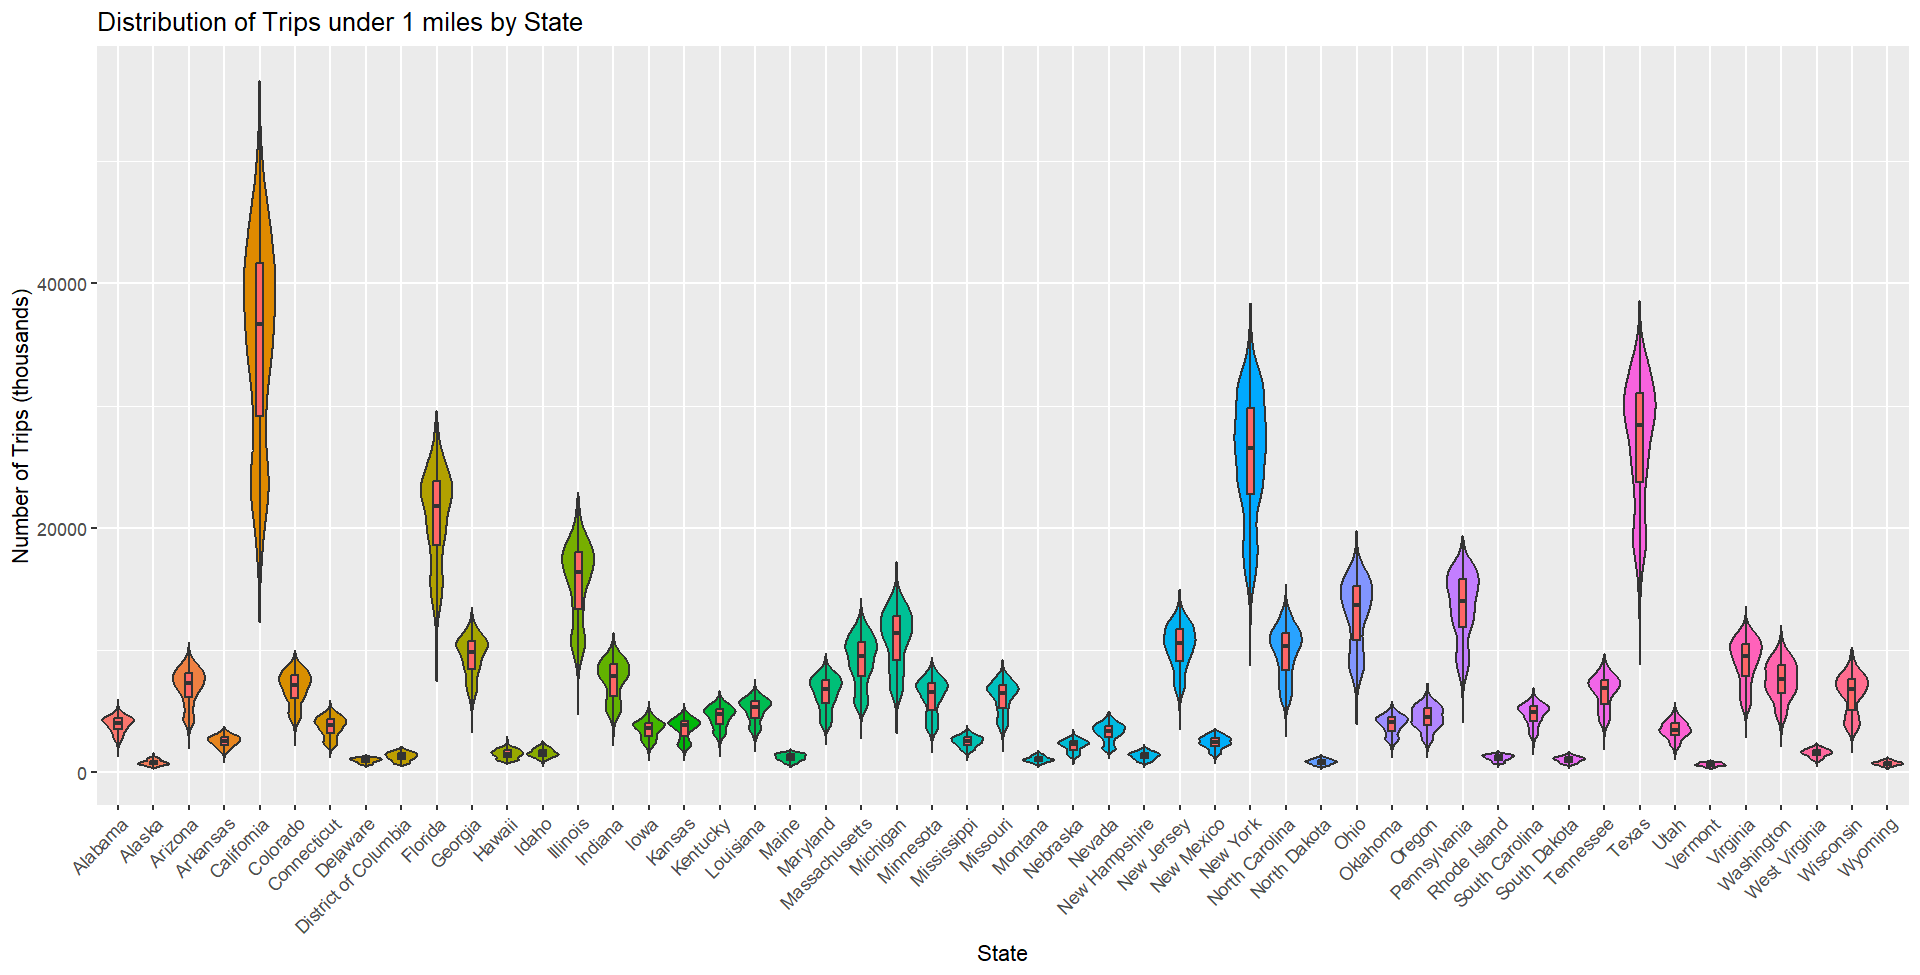 Distribution of Trips under 1 miles by State
Number of Trips (thousands)
40000
20000
0
Alabama
Alaska
Arizona
Arkansas
California
Colorado
Connecticut
Delaware
District of Columbia
Florida
Georgia
Hawaii
Idaho
Illinois
Indiana
Iowa
Kansas
Kentucky
Louisiana
Maine
Maryland
Massachusetts
Michigan
Minnesota
Mississippi
Missouri
Montana
Nebraska
Nevada
New Hampshire
New Jersey
New Mexico
New York
North Carolina
North Dakota
Ohio
Oklahoma
Oregon
Pennsylvania
Rhode Island
South Carolina
South Dakota
Tennessee
Texas
Utah
Vermont
Virginia
Washington
West Virginia
Wisconsin
Wyoming
State